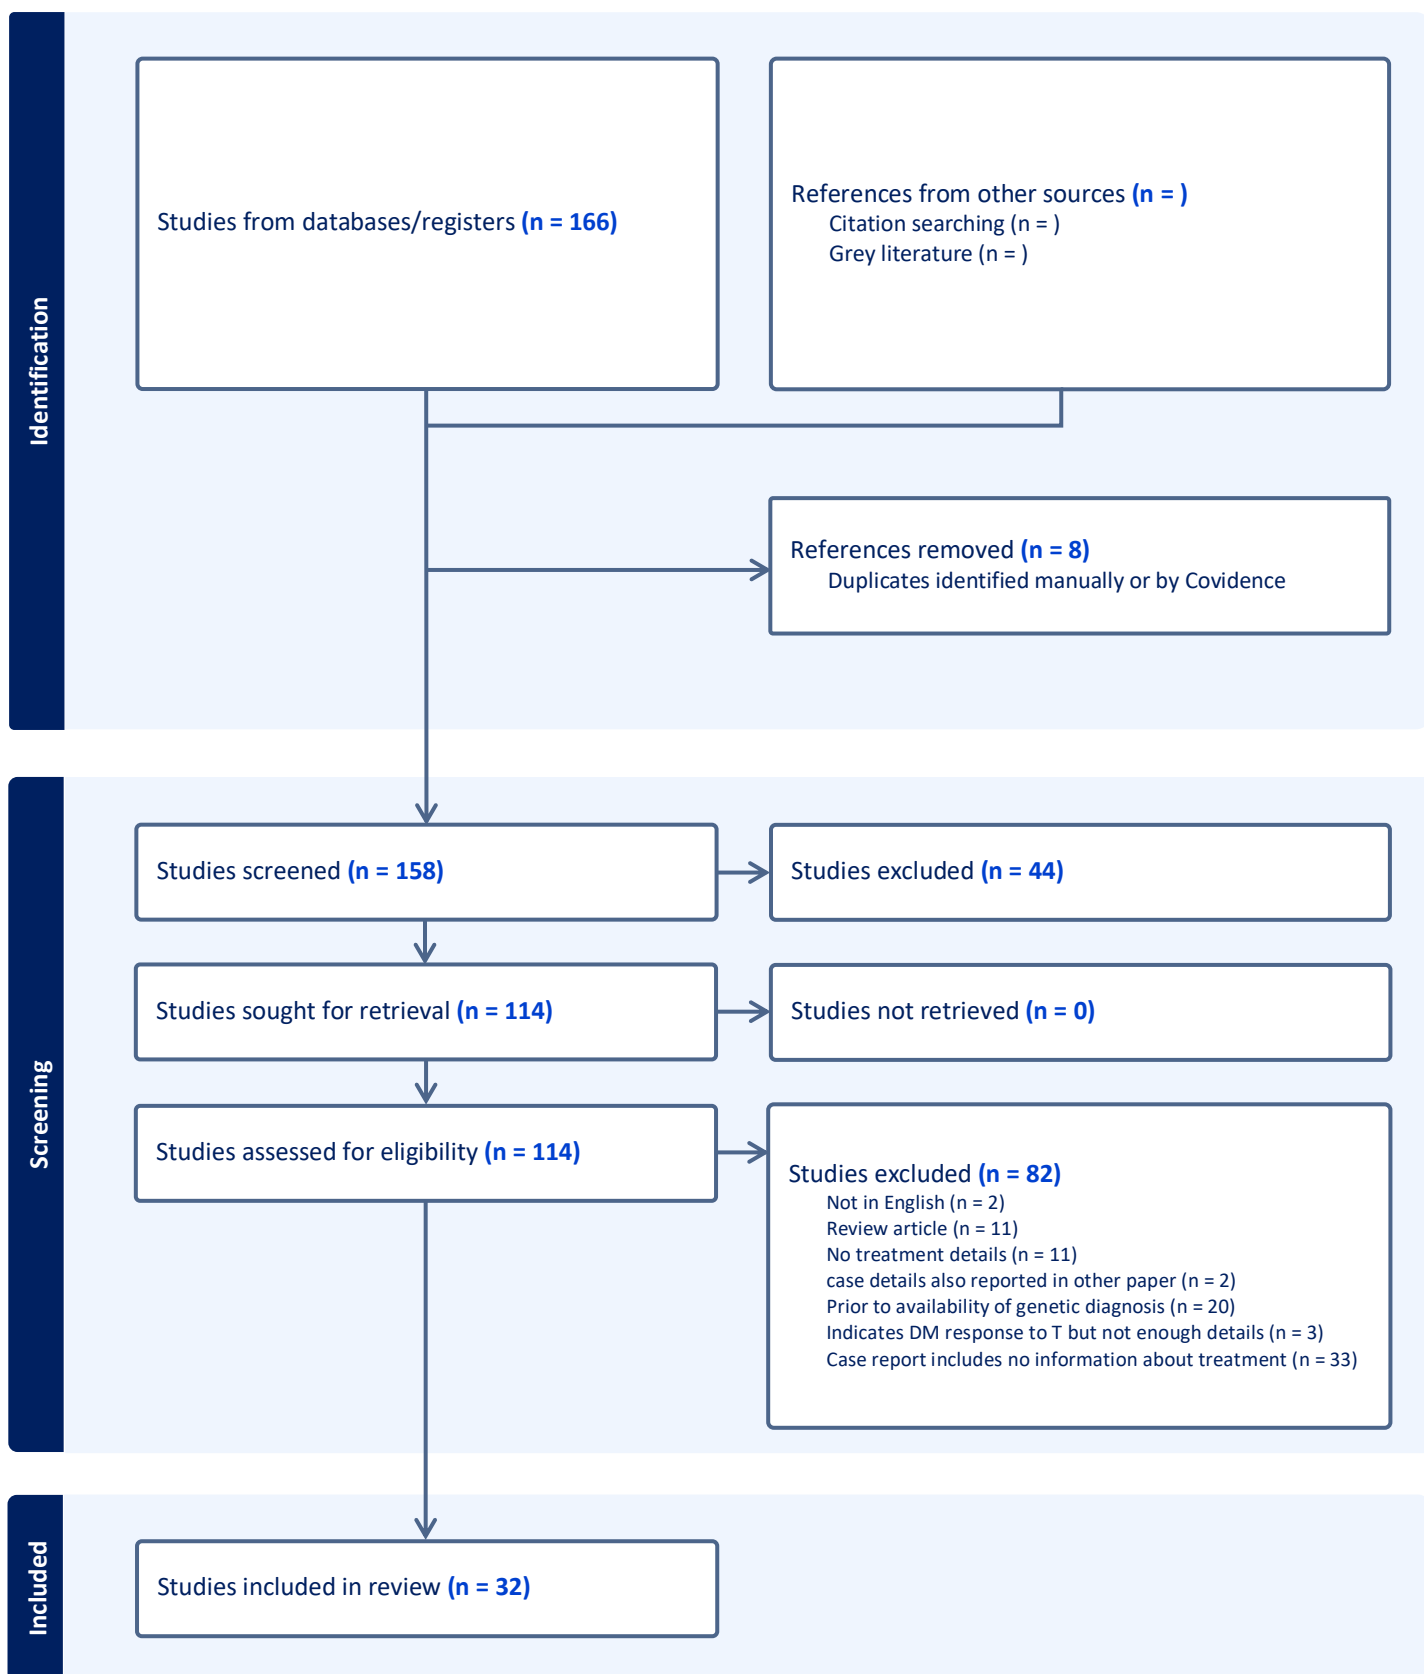 Identification
Studies from databases/registers (n = 166)
References from other sources (n = )
Citation searching (n = )
Grey literature (n = )
References removed (n = 8)
Duplicates identified manually or by Covidence
Screening
Studies screened (n = 158)
Studies excluded (n = 44)
Studies sought for retrieval (n = 114)
Studies not retrieved (n = 0)
Studies assessed for eligibility (n = 114)
Studies excluded (n = 82)
Not in English (n = 2)
Review article (n = 11)
No treatment details (n = 11)
case details also reported in other paper (n = 2)
Prior to availability of genetic diagnosis (n = 20)
Indicates DM response to T but not enough details (n = 3)
Case report includes no information about treatment (n = 33)
Included
Studies included in review (n = 32)